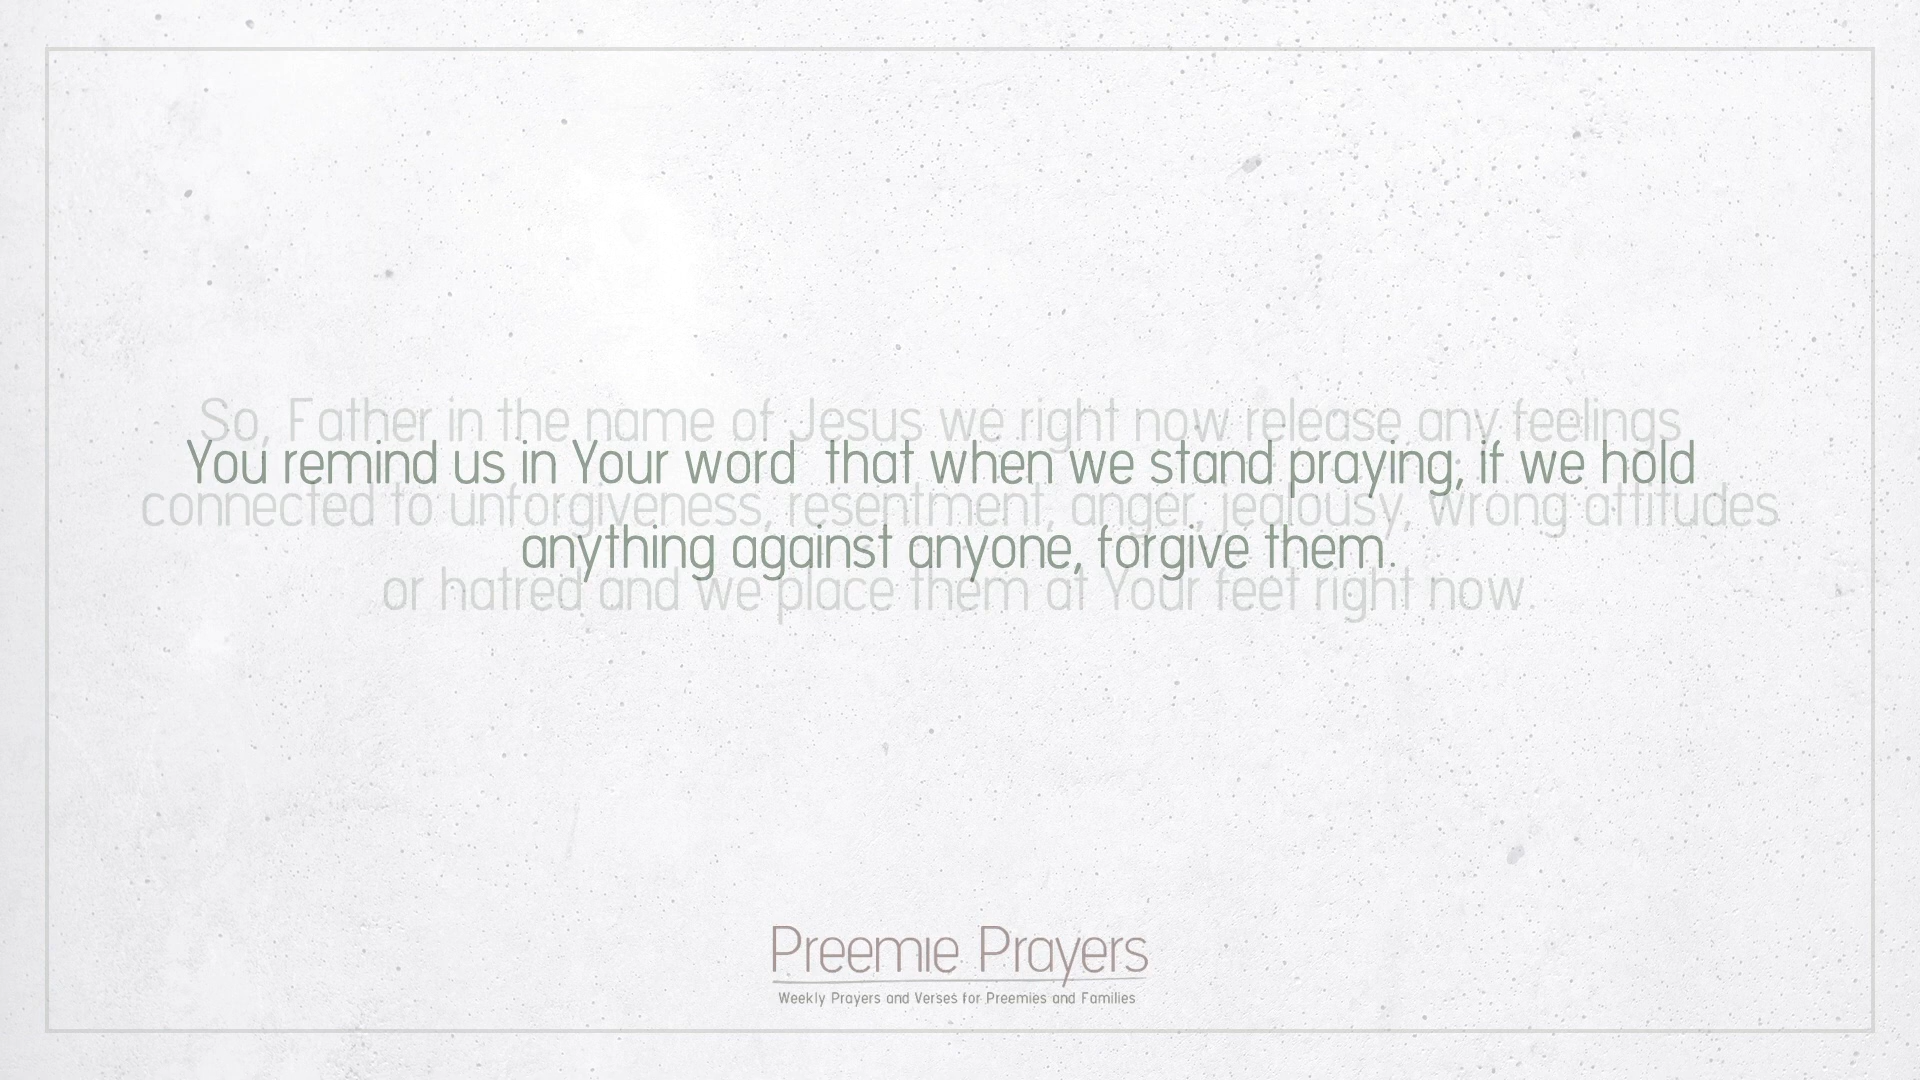 So, Father in the name of Jesus we right now release any feelings
You remind us in Your word that when we stand praying, if we hold
connected to unforgiveness, resentment, anger, jealousy, wrong attitudes
anything against anyone, forgive them.
or hatred and we place them at Your feet right now.
Preemie Prayers
Weekly Prayers and Verses for Preemies and Families